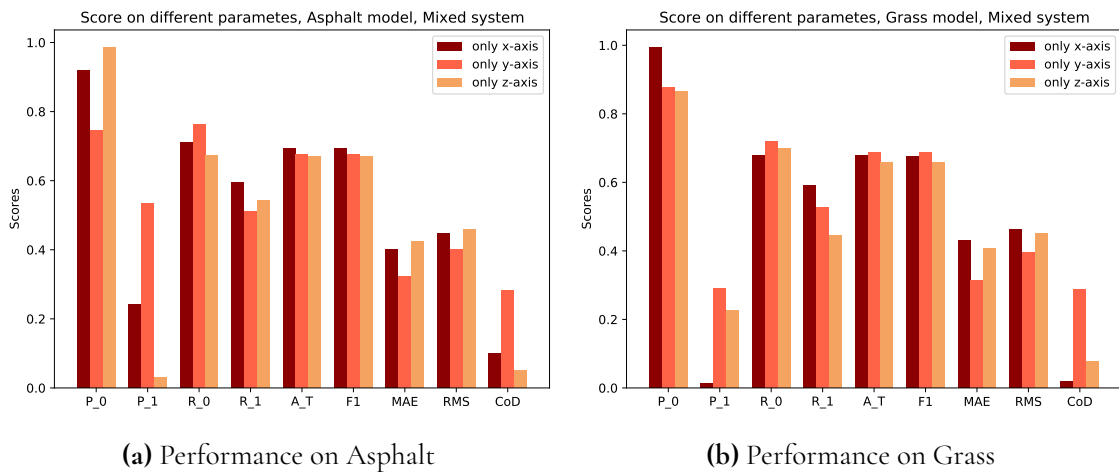 Score on different parametes, Asphalt model, Mixed system
only x-axis
only y-axis
only z-axis
Scores
1.0
0.8
0.6
0.4
0.2
0.0
P_0 P_1 R_0 R_1 A_T F1 MAE RMS CoD
(a) Performance on Asphalt
Score on different parametes, Grass model, Mixed system
only x-axis
only y-axis
only z-axis
Scores
1.0
0.8
0.6
0.4
0.2
0.0
P_0 P_1 R_0 R_1 A_T F1 MAE RMS CoD
(b) Performance on Grass